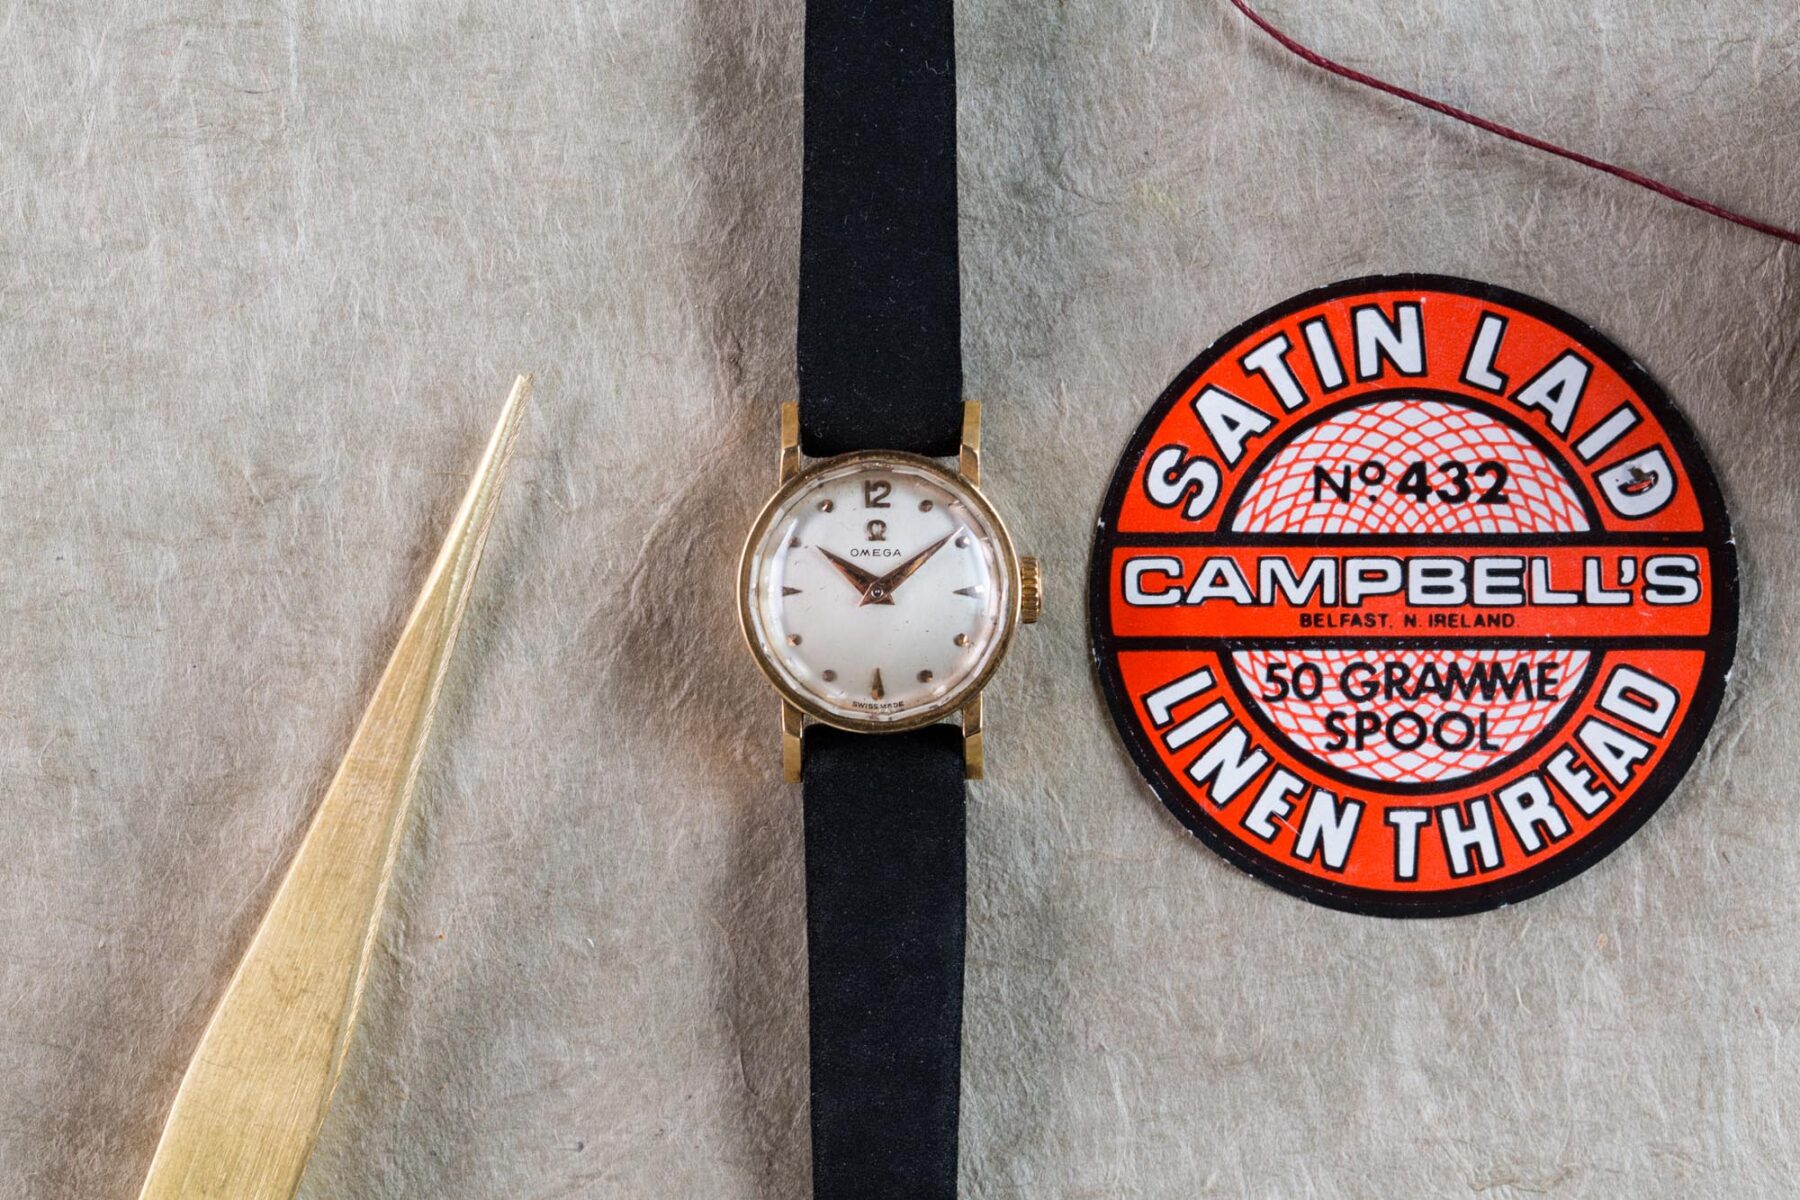 12
Ω
OMEGA
SWISS MADE
SATIN LAID
Nº 432
CAMPBELL'S
BELFAST. N. IRELAND.
50 GRAMME
SPOOL
LINEN THREAD